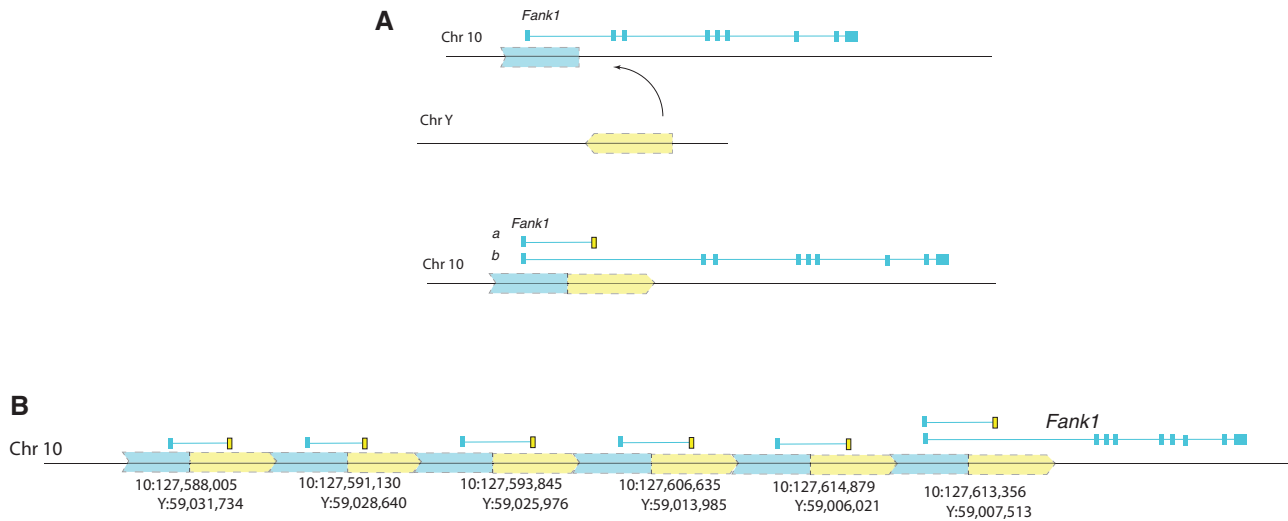 A
Fank1
Chr 10
Chr Y
Fank1
a
b
Chr 10
B
Fank1
Chr 10
10:127,588,005
Y:59,031,734
10:127,591,130
Y:59,028,640
10:127,593,845
Y:59,025,976
10:127,606,635
Y:59,013,985
10:127,614,879
Y:59,006,021
10:127,613,356
Y:59,007,513